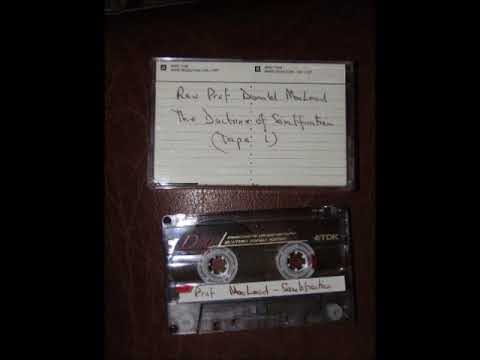 A
B
Rev Prof Donald MacLeod
The Doctrine of Sanctification
(Tape 1)
D
TDK
Prof MacLeod - Sanctification